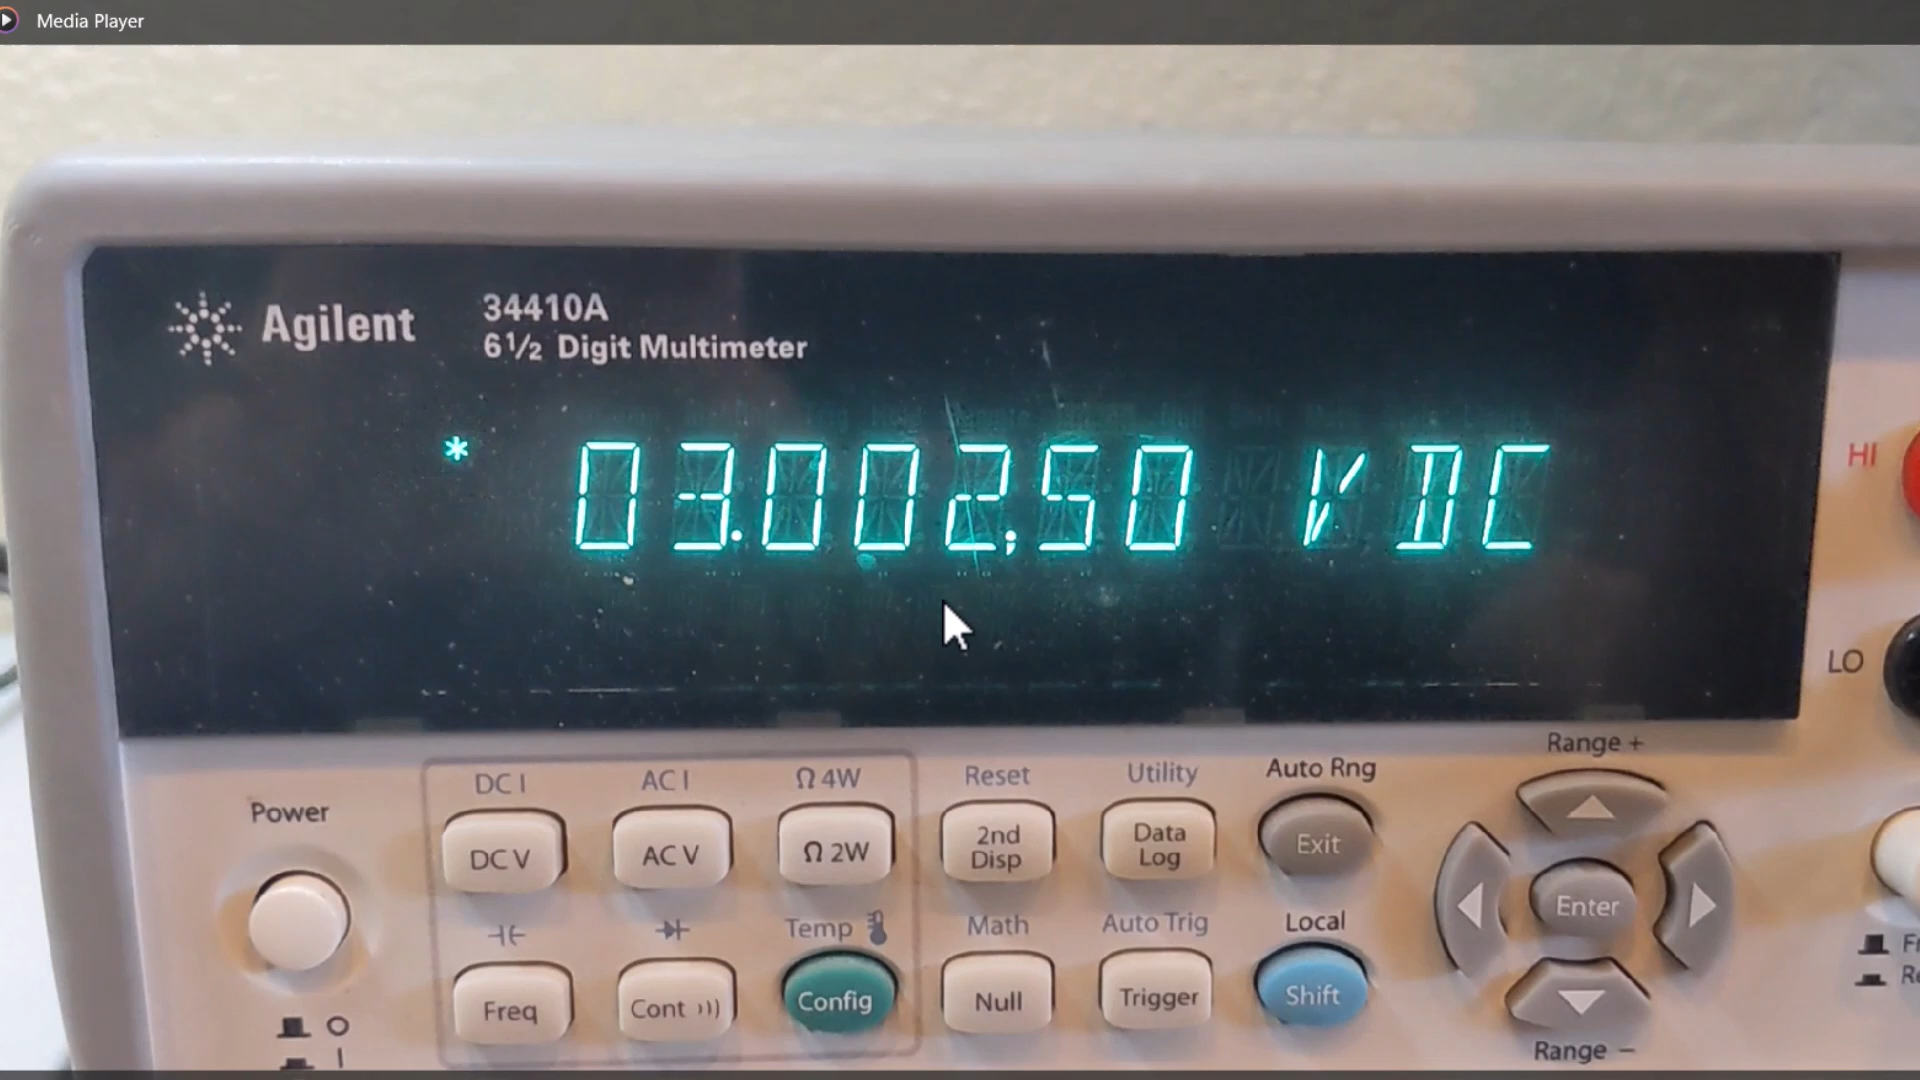 Media Player
Agilent
34410A
6½ Digit Multimeter
* 03.002,50 V DC
HI
LO
Power
DC I
AC I
Ω 4W
Reset
Utility
Auto Rng
Range +
DC V
AC V
Ω 2W
2nd
Disp
Data
Log
Exit
Enter
Temp
Math
Auto Trig
Local
Freq
Cont
Config
Null
Trigger
Shift
Range −